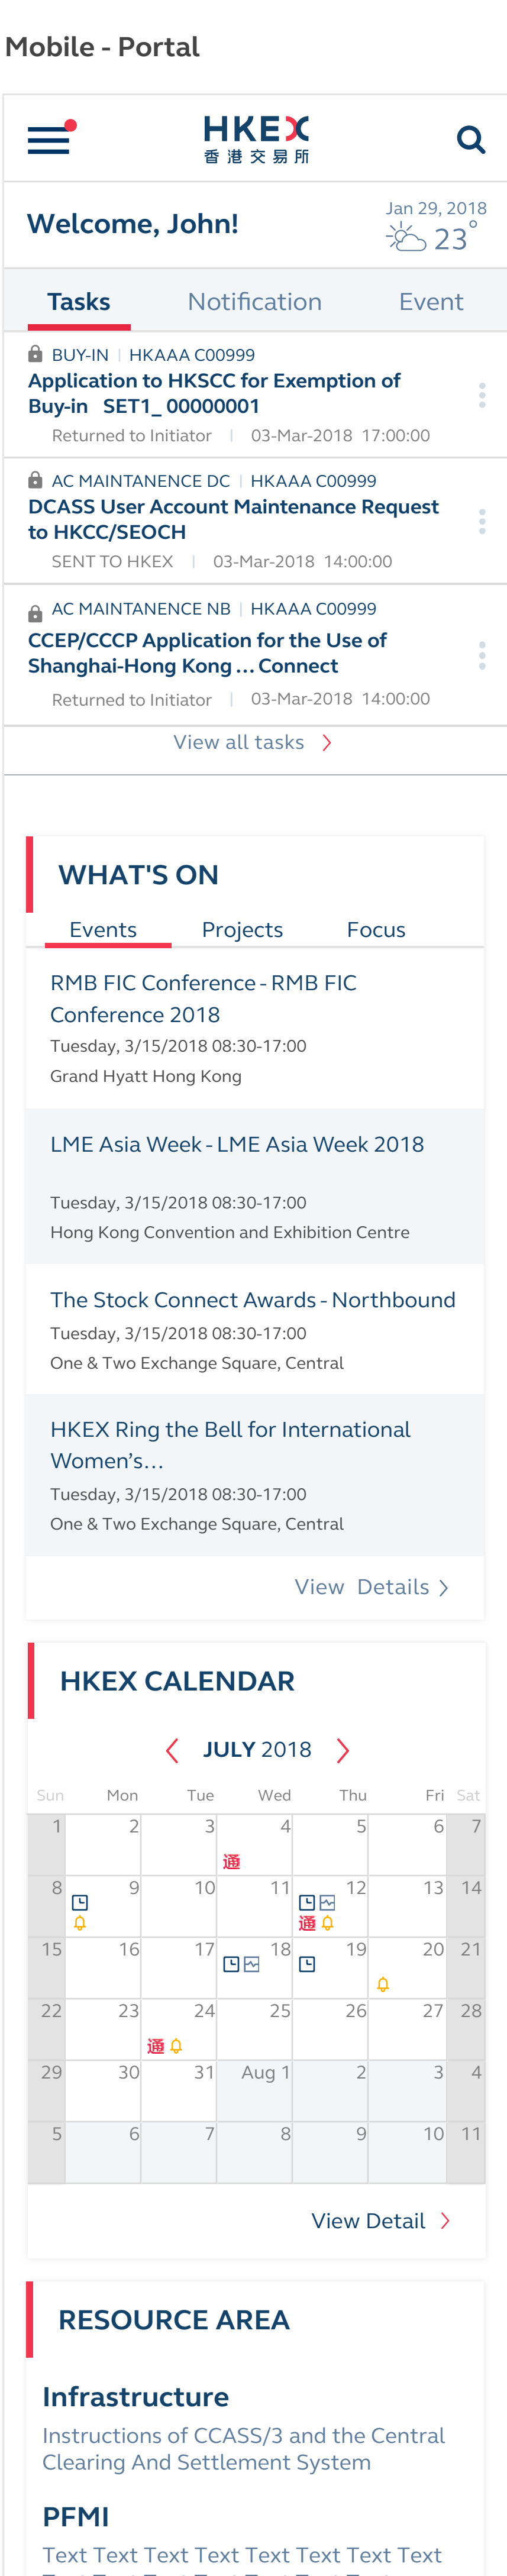 Mobile - Portal
HKEX
香港交易所
Welcome, John!
Jan 29, 2018
23°
Tasks Notification Event
BUY-IN | HKAAA C00999
Application to HKSCC for Exemption of
Buy-in SET1_ 00000001
Returned to Initiator | 03-Mar-2018 17:00:00
AC MAINTANENCE DC | HKAAA C00999
DCASS User Account Maintenance Request
to HKCC/SEOCH
SENT TO HKEX | 03-Mar-2018 14:00:00
AC MAINTANENCE NB | HKAAA C00999
CCEP/CCCP Application for the Use of
Shanghai-Hong Kong ... Connect
Returned to Initiator | 03-Mar-2018 14:00:00
View all tasks
WHAT'S ON
Events Projects Focus
RMB FIC Conference - RMB FIC
Conference 2018
Tuesday, 3/15/2018 08:30-17:00
Grand Hyatt Hong Kong
LME Asia Week - LME Asia Week 2018
Tuesday, 3/15/2018 08:30-17:00
Hong Kong Convention and Exhibition Centre
The Stock Connect Awards - Northbound
Tuesday, 3/15/2018 08:30-17:00
One & Two Exchange Square, Central
HKEX Ring the Bell for International
Women's...
Tuesday, 3/15/2018 08:30-17:00
One & Two Exchange Square, Central
View Details
HKEX CALENDAR
JULY 2018
Sun Mon Tue Wed Thu Fri Sat
1 2 3 4 5 6 7
通
8 9 10 11 12 13 14
通
15 16 17 18 19 20 21
22 23 24 25 26 27 28
通
29 30 31 Aug 1 2 3 4
5 6 7 8 9 10 11
View Detail
RESOURCE AREA
Infrastructure
Instructions of CCASS/3 and the Central
Clearing And Settlement System
PFMI
Text Text Text Text Text Text Text Text